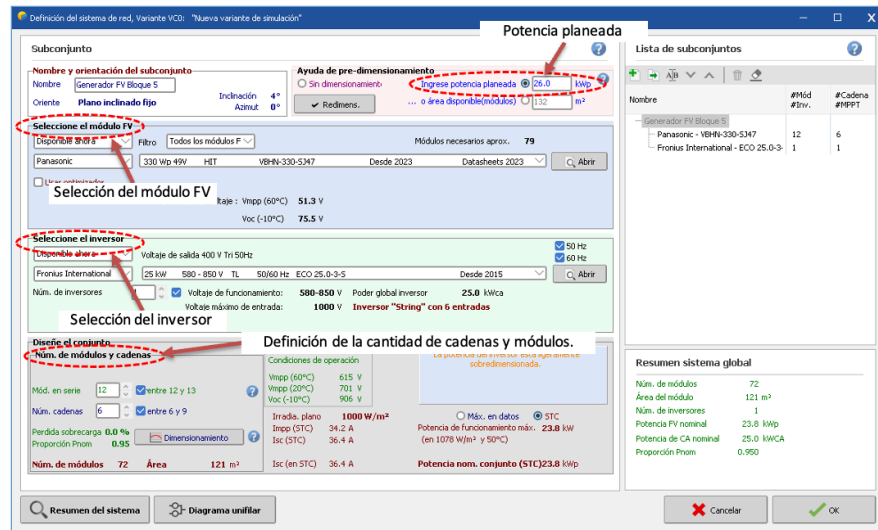 Definición del sistema de red, Variante VC0: "Nueva variante de simulación"
Potencia planeada
Subconjunto
Nombre y orientación del subconjunto
Nombre Generador FV Bloque 5
Oriente Plano inclinado fijo
Inclinación 4°
Azimut 0°
Ayuda de pre-dimensionamiento
Sin dimensionamiento Ingrese potencia planeada 26.0 kWp
Redimens. ... o área disponible(módulos) 132 m²
Seleccione el módulo FV
Disponible ahora Filtro Todos los módulos F Módulos necesarios aprox. 79
Panasonic 330 Wp 49V HIT VBHN-330-SJ47 Desde 2023 Datasheets 2023 Abrir
Usar optimizador
Selección del módulo FV
Vmpp (60°C) 51.3 V
Voc (-10°C) 75.5 V
Seleccione el inversor
Disponible ahora Voltaje de salida 400 V Tri 50Hz
50 Hz
60 Hz
Fronius International 25 kW 580 - 850 V TL 50/60 Hz ECO 25.0-3-S Desde 2015 Abrir
Núm. de inversores 1 Voltaje de funcionamiento: 580-850 V Poder global inversor 25.0 kWca
Voltaje máximo de entrada: 1000 V Inversor "String" con 6 entradas
Selección del inversor
Diseñe el conjunto
Definición de la cantidad de cadenas y módulos.
Núm. de módulos y cadenas
Mód. en serie 12 entre 12 y 13
Núm. cadenas 6 entre 6 y 9
Perdida sobrecarga 0.0 %
Proporción Pnom 0.95
Dimensionamiento
Núm. de módulos 72 Área 121 m²
Condiciones de operación
Vmpp (60°C) 615 V
Vmpp (20°C) 701 V
Voc (-10°C) 906 V
Irradia. plano 1000 W/m²
Impp (STC) 34.2 A
Isc (STC) 36.4 A
Isc (en STC) 36.4 A
La potencia del inversor está ligeramente
sobredimensionada.
Máx. en datos STC
Potencia de funcionamiento máx. 23.8 kW
(en 1078 W/m² y 50°C)
Potencia nom. conjunto (STC)23.8 kWp
Lista de subconjuntos
Nombre
#Mód
#Inv.
#Cadena
#MPPT
Generador FV Bloque 5
Panasonic - VBHN-330-SJ47 12 6
Fronius International - ECO 25.0-3- 1 1
Resumen sistema global
Núm. de módulos 72
Área del módulo 121 m²
Núm. de inversores 1
Potencia FV nominal 23.8 kWp
Potencia de CA nominal 25.0 kWCA
Proporción Pnom 0.950
Resumen del sistema
Diagrama unifilar
Cancelar
OK